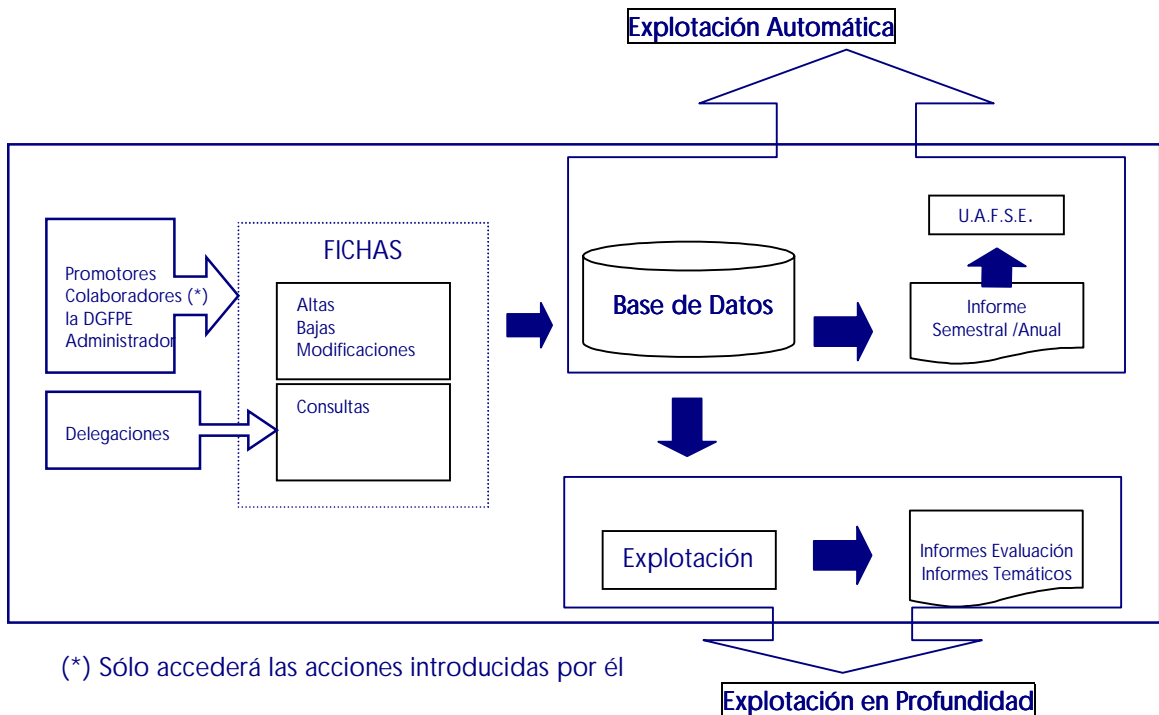 Explotación Automática
Promotores
Colaboradores (*)
la DGFPE
Administrador
Delegaciones
FICHAS
Altas
Bajas
Modificaciones
Consultas
Base de Datos
U.A.F.S.E.
Informe
Semestral /Anual
Explotación
Informes Evaluación
Informes Temáticos
(*) Sólo accederá las acciones introducidas por él
Explotación en Profundidad